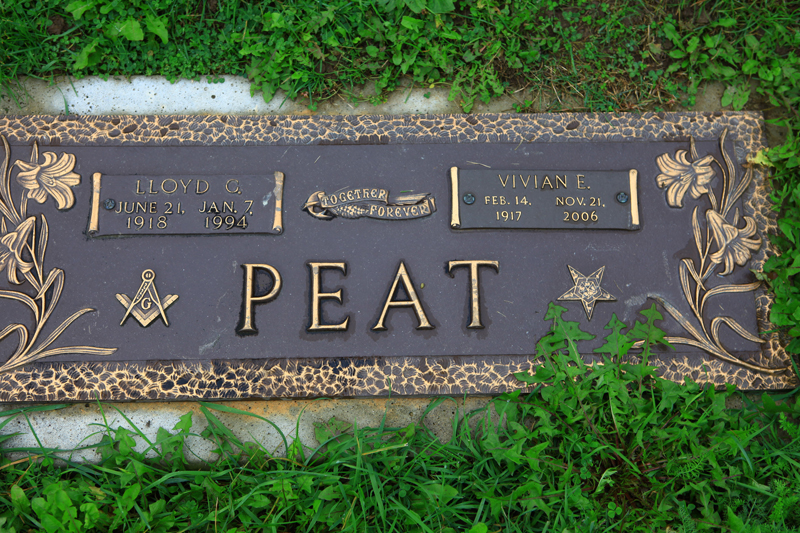 LLOYD G.
JUNE 21, JAN. 7,
1918 1994
TOGETHER
FOREVER
VIVIAN E.
FEB. 14, NOV. 21,
1917 2006
G
PEAT